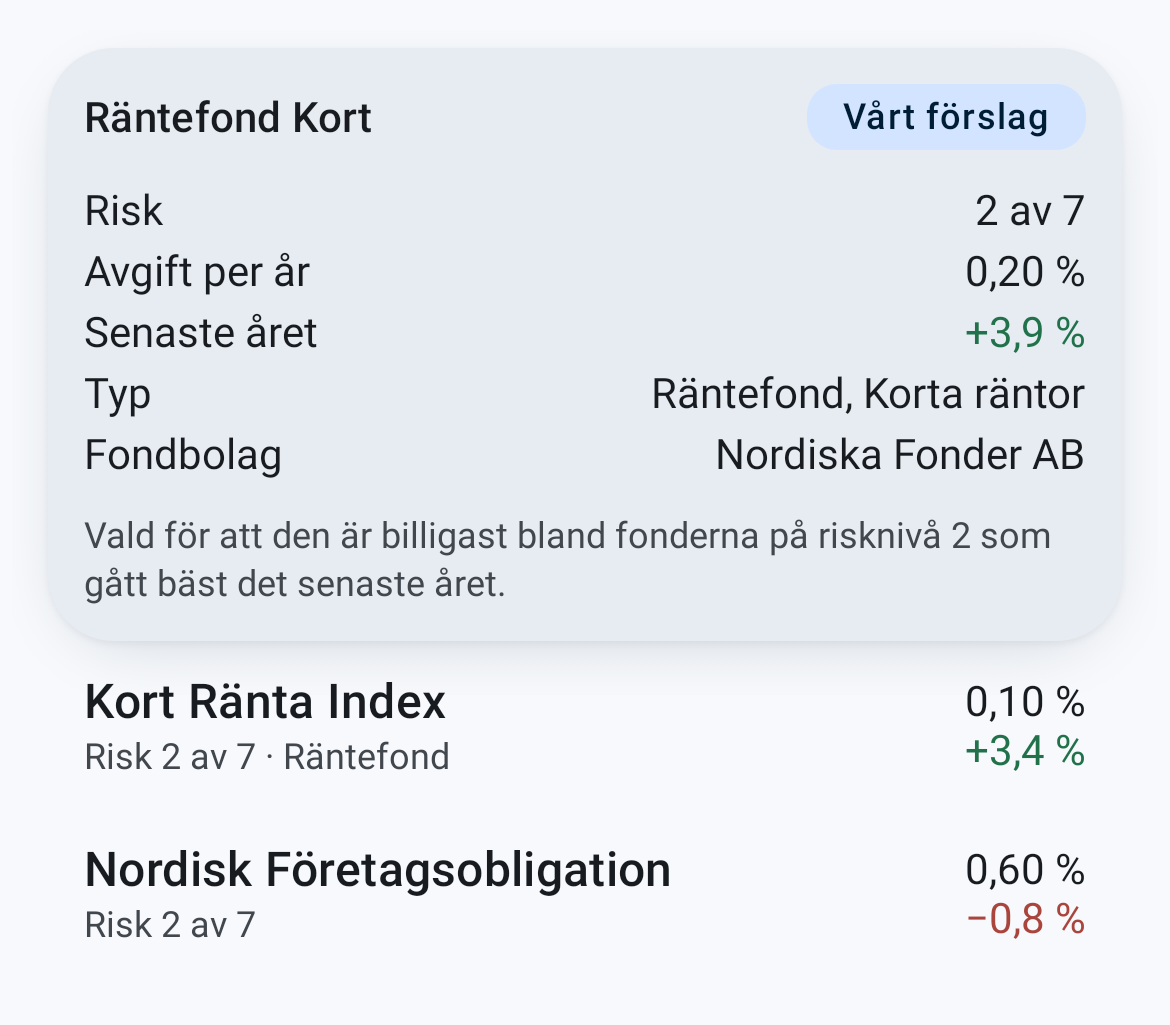 Räntefond Kort Vårt förslag
Risk 2 av 7
Avgift per år 0,20 %
Senaste året +3,9 %
Typ Räntefond, Korta räntor
Fondbolag Nordiska Fonder AB
Vald för att den är billigast bland fonderna på risknivå 2 som
gått bäst det senaste året.
Kort Ränta Index 0,10 %
Risk 2 av 7 · Räntefond +3,4 %
Nordisk Företagsobligation 0,60 %
Risk 2 av 7 −0,8 %